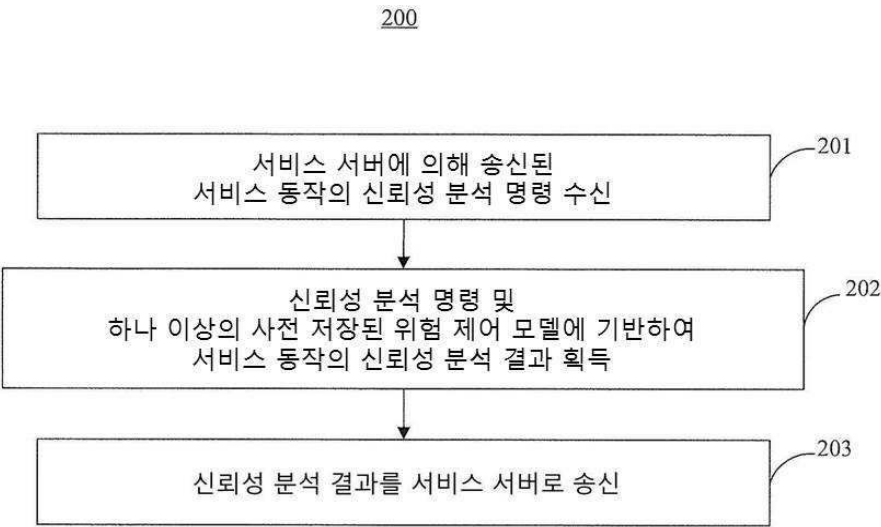 200
201
서비스 서버에 의해 송신된
서비스 동작의 신뢰성 분석 명령 수신
202
신뢰성 분석 명령 및
하나 이상의 사전 저장된 위험 제어 모델에 기반하여
서비스 동작의 신뢰성 분석 결과 획득
203
신뢰성 분석 결과를 서비스 서버로 송신